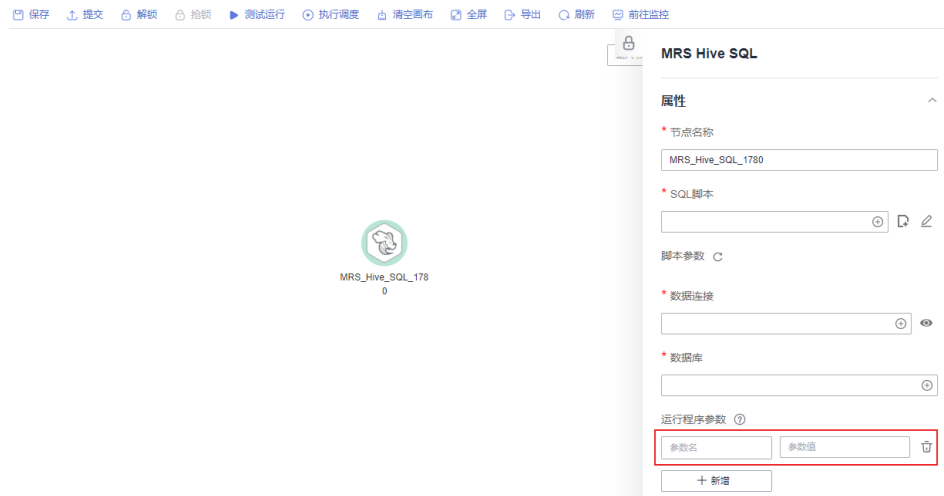 保存 提交 解锁 抢锁 测试运行 执行调度 清空画布 全屏 导出 刷新 前往监控
MRS Hive SQL
属性
* 节点名称
MRS_Hive_SQL_1780
* SQL脚本
脚本参数
MRS_Hive_SQL_178
0
* 数据连接
* 数据库
运行程序参数
参数名 参数值
+ 新增